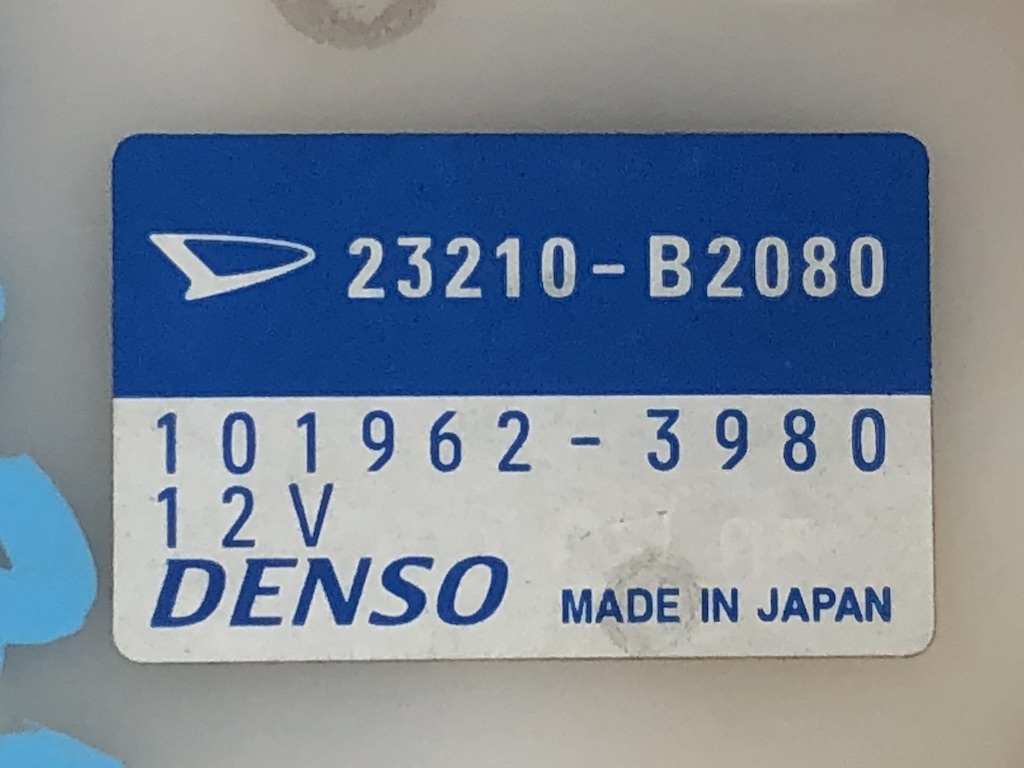 23210-B2080
101962-3980
12V
DENSO MADE IN JAPAN